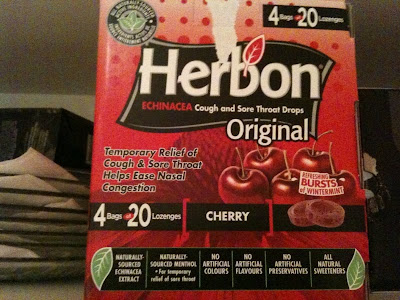 4 Bags of 20 Lozenges
Herbon
ECHINACEA Cough and Sore Throat Drops
Original
Temporary Relief of
Cough & Sore Throat
Helps Ease Nasal
Congestion
REFRESHING
BURSTS
OF
WINTERMINT
4 Bags of 20 Lozenges
CHERRY
NATURALLY-
SOURCED
ECHINACEA
EXTRACT
NATURALLY-
SOURCED MENTHOL
• For temporary
relief of sore throat
NO
ARTIFICIAL
COLOURS
NO
ARTIFICIAL
FLAVOURS
NO
ARTIFICIAL
PRESERVATIVES
ALL
NATURAL
SWEETENERS